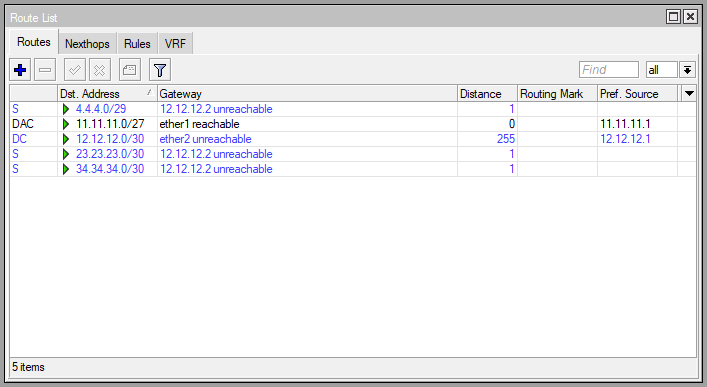 Route List
Routes Nexthops Rules VRF
Find all
Dst. Address Gateway Distance Routing Mark Pref. Source
S 4.4.4.0/29 12.12.12.2 unreachable 1
DAC 11.11.11.0/27 ether1 reachable 0 11.11.11.1
DC 12.12.12.0/30 ether2 unreachable 255 12.12.12.1
S 23.23.23.0/30 12.12.12.2 unreachable 1
S 34.34.34.0/30 12.12.12.2 unreachable 1
5 items